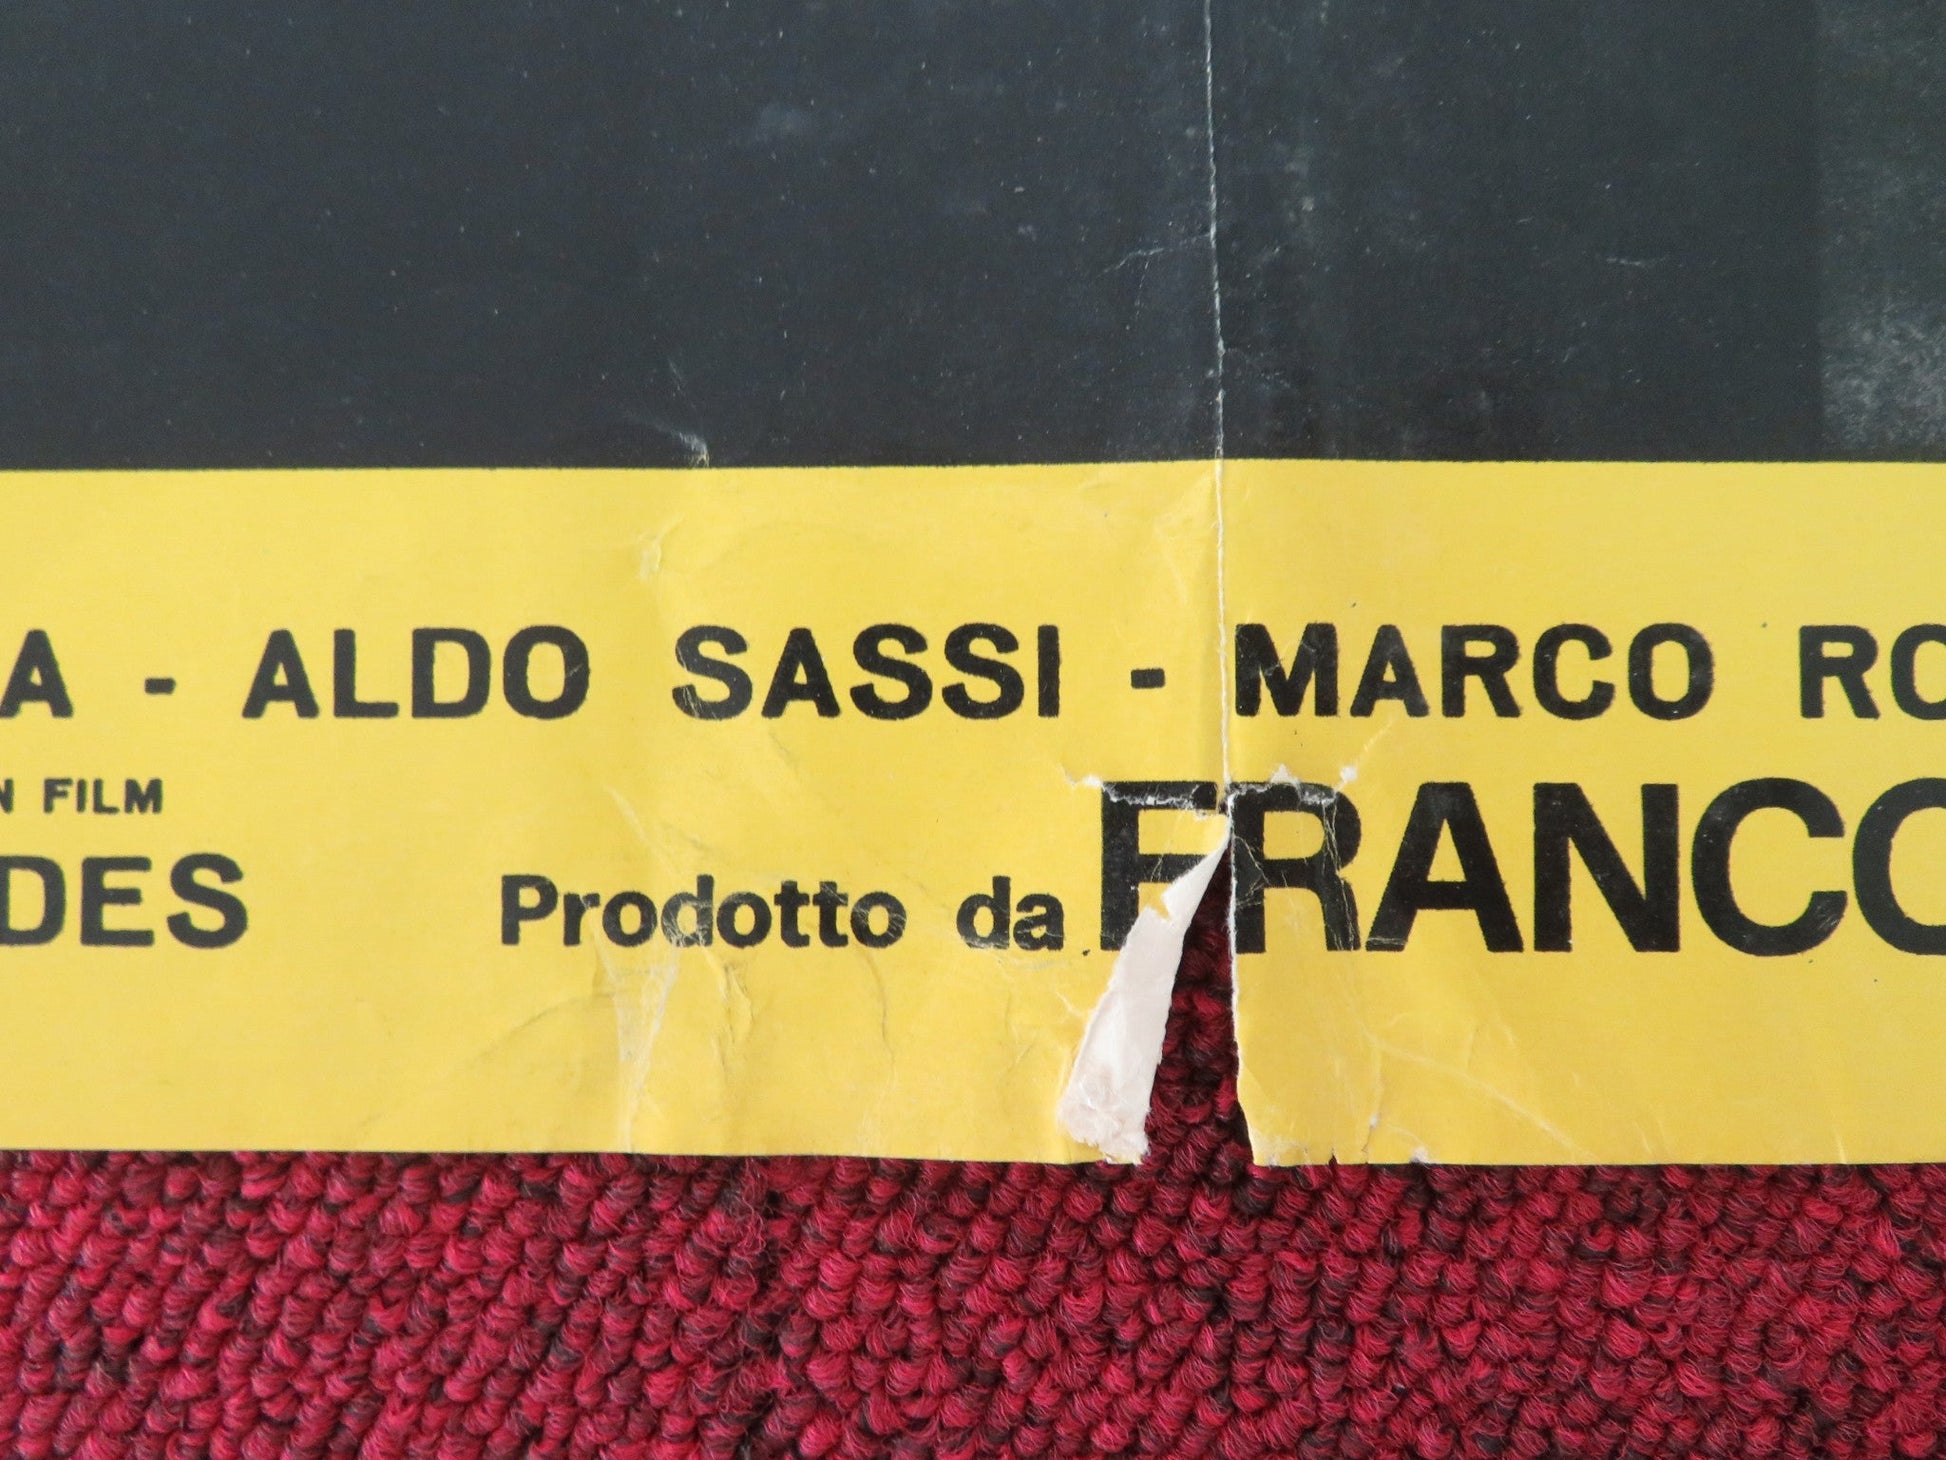 A - ALDO SASSI - MARCO RO
N FILM
DES Prodotto da FRANCO